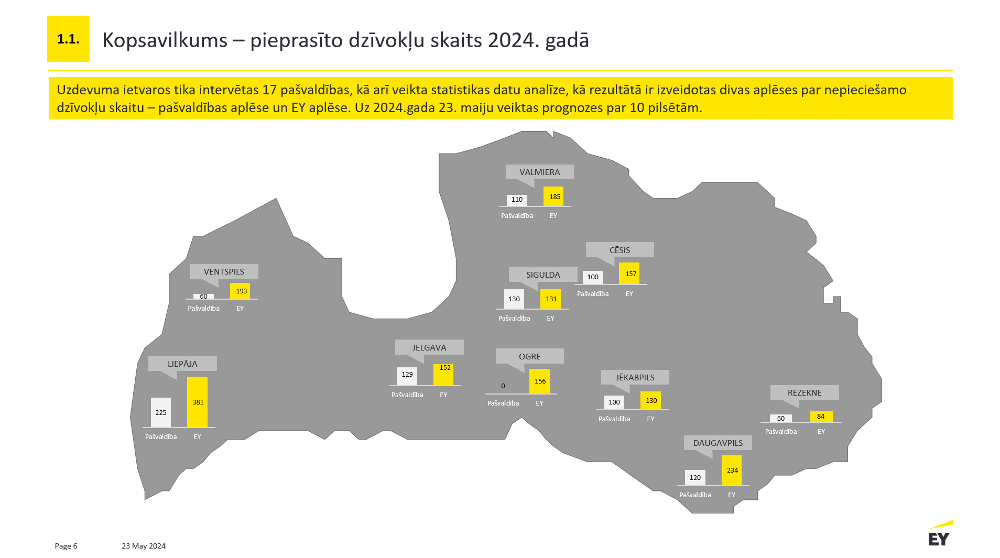 1.1.
Kopsavilkums – pieprasīto dzīvokļu skaits 2024. gadā
Uzdevuma ietvaros tika intervētas 17 pašvaldības, kā arī veikta statistikas datu analīze, kā rezultātā ir izveidotas divas aplēses par nepieciešamo
dzīvokļu skaitu – pašvaldības aplēse un EY aplēse. Uz 2024.gada 23. maiju veiktas prognozes par 10 pilsētām.
VALMIERA
110 185
Pašvaldība EY
CĒSIS
100 157
Pašvaldība EY
VENTSPILS
60 193
Pašvaldība EY
SIGULDA
130 131
Pašvaldība EY
JELGAVA
129 152
Pašvaldība EY
OGRE
0 156
Pašvaldība EY
LIEPĀJA
225 381
Pašvaldība EY
JĒKABPILS
100 130
Pašvaldība EY
RĒZEKNE
60 84
Pašvaldība EY
DAUGAVPILS
120 234
Pašvaldība EY
Page 6 23 May 2024
EY